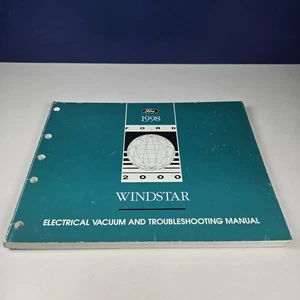 Ford
1998
FORD
2000
WINDSTAR
ELECTRICAL VACUUM AND TROUBLESHOOTING MANUAL